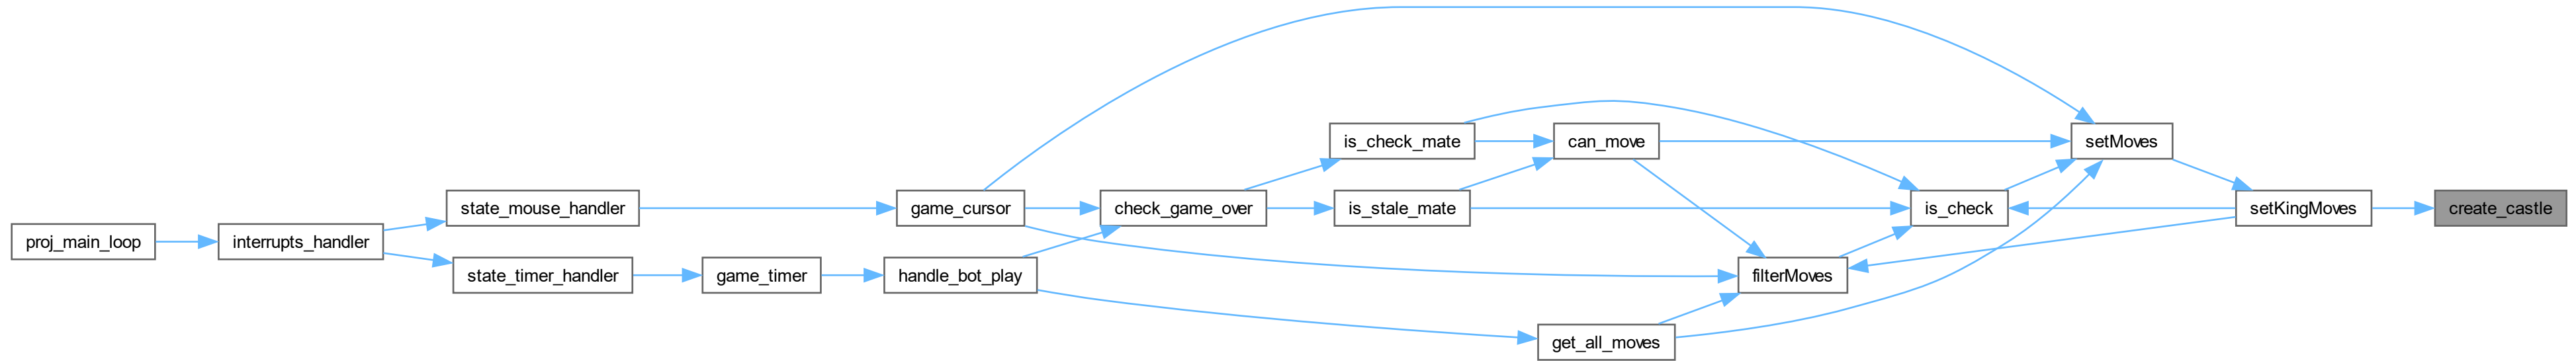 proj_main_loop
interrupts_handler
state_mouse_handler
state_timer_handler
game_timer
game_cursor
handle_bot_play
check_game_over
is_check_mate
is_stale_mate
can_move
get_all_moves
filterMoves
is_check
setMoves
setKingMoves
create_castle